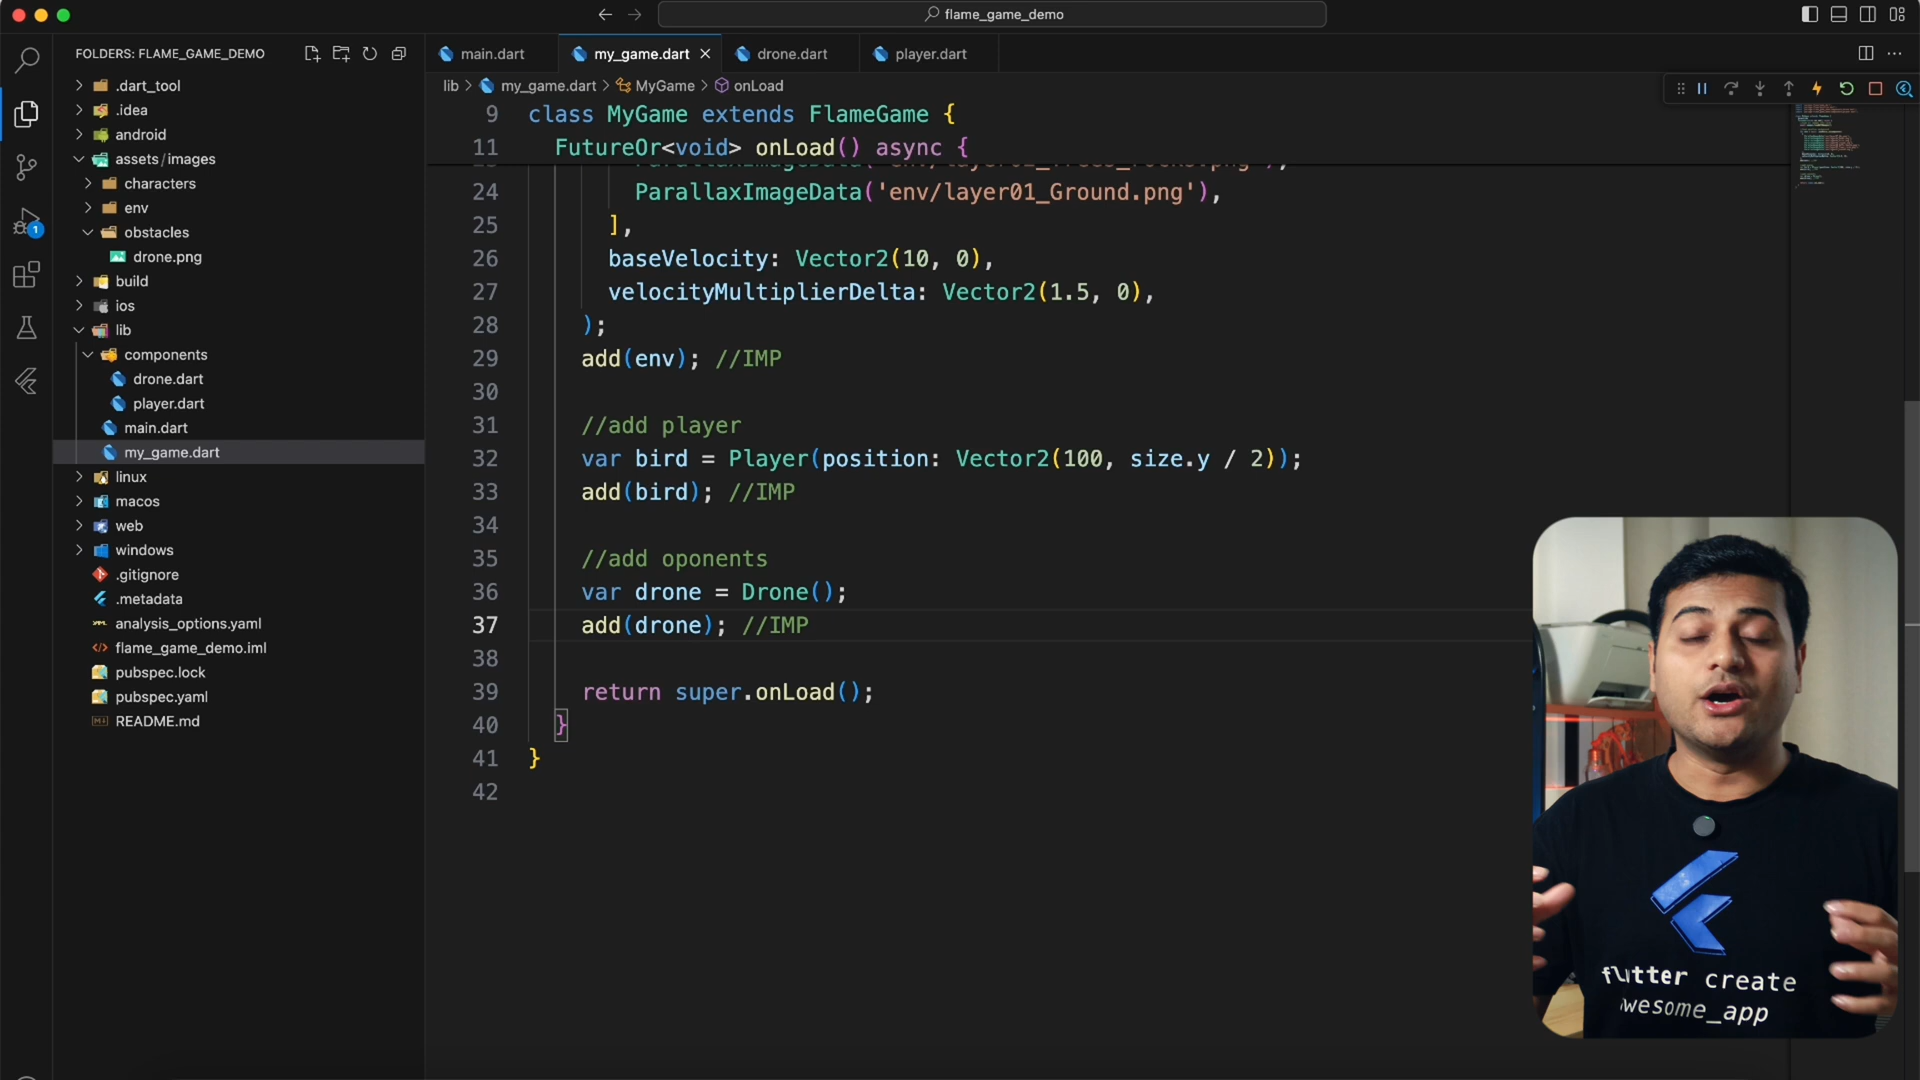 flame_game_demo
FOLDERS: FLAME_GAME_DEMO
.dart_tool
.idea
android
assets/images
characters
env
obstacles
drone.png
build
ios
lib
components
drone.dart
player.dart
main.dart
my_game.dart
linux
macos
web
windows
.gitignore
.metadata
analysis_options.yaml
flame_game_demo.iml
pubspec.lock
pubspec.yaml
README.md
1
main.dart
my_game.dart
drone.dart
player.dart
lib > my_game.dart > MyGame > onLoad
9 class MyGame extends FlameGame {
11 FutureOr<void> onLoad() async {
24 ParallaxImageData('env/layer01_Ground.png'),
25 ],
26 baseVelocity: Vector2(10, 0),
27 velocityMultiplierDelta: Vector2(1.5, 0),
28 );
29 add(env); //IMP
30
31 //add player
32 var bird = Player(position: Vector2(100, size.y / 2));
33 add(bird); //IMP
34
35 //add oponents
36 var drone = Drone();
37 add(drone); //IMP
38
39 return super.onLoad();
40 }
41 }
42
flutter create
wesome_app